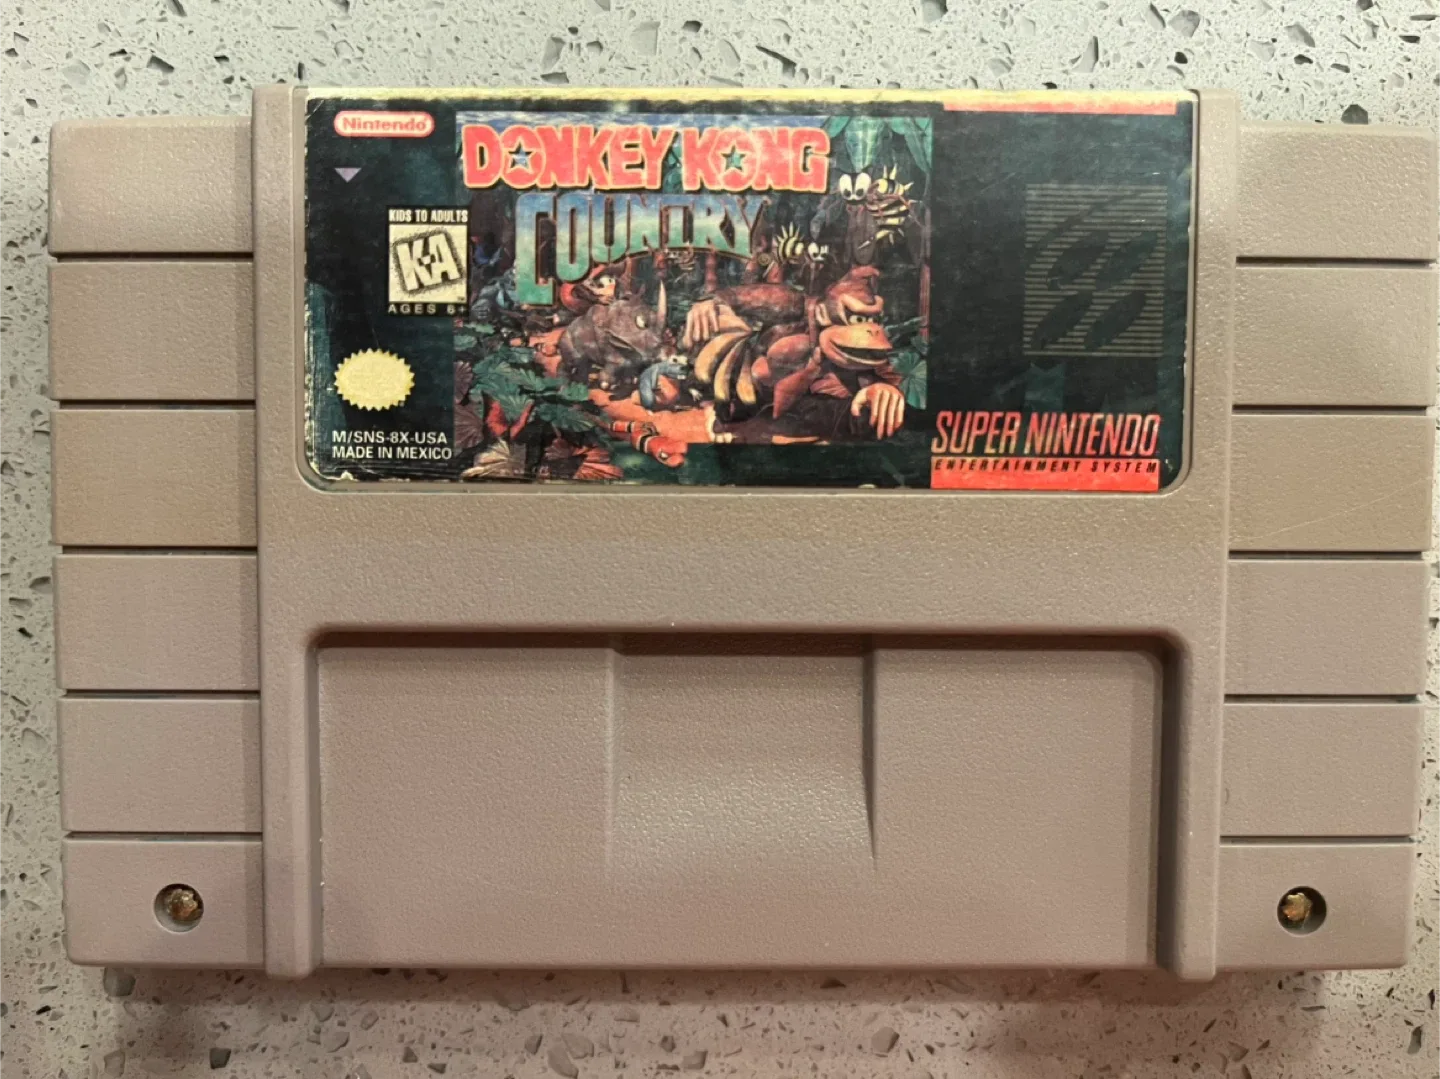 Nintendo
DONKEY KONG
COUNTRY
KIDS TO ADULTS
K-A
AGES 6+
M/SNS-8X-USA
MADE IN MEXICO
SUPER NINTENDO
ENTERTAINMENT SYSTEM